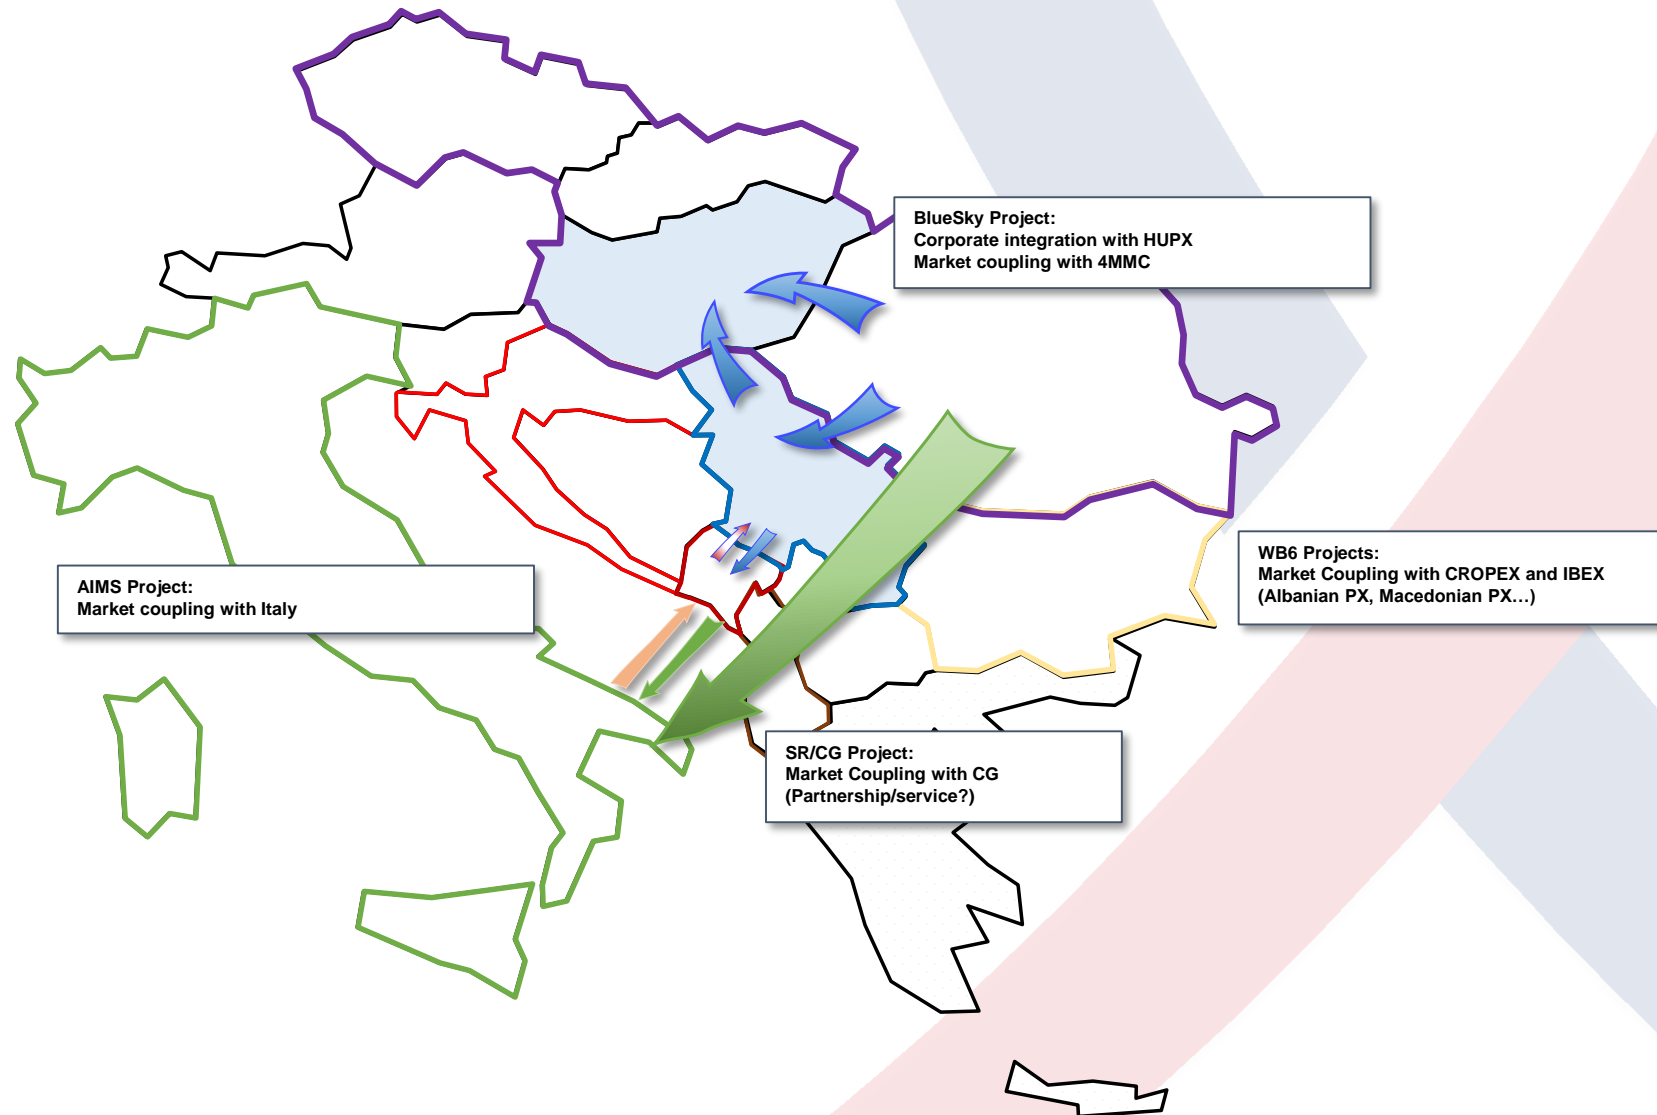 BlueSky Project:
Corporate integration with HUPX
Market coupling with 4MMC
WB6 Projects:
Market Coupling with CROPEX and IBEX
(Albanian PX, Macedonian PX…)
AIMS Project:
Market coupling with Italy
SR/CG Project:
Market Coupling with CG
(Partnership/service?)